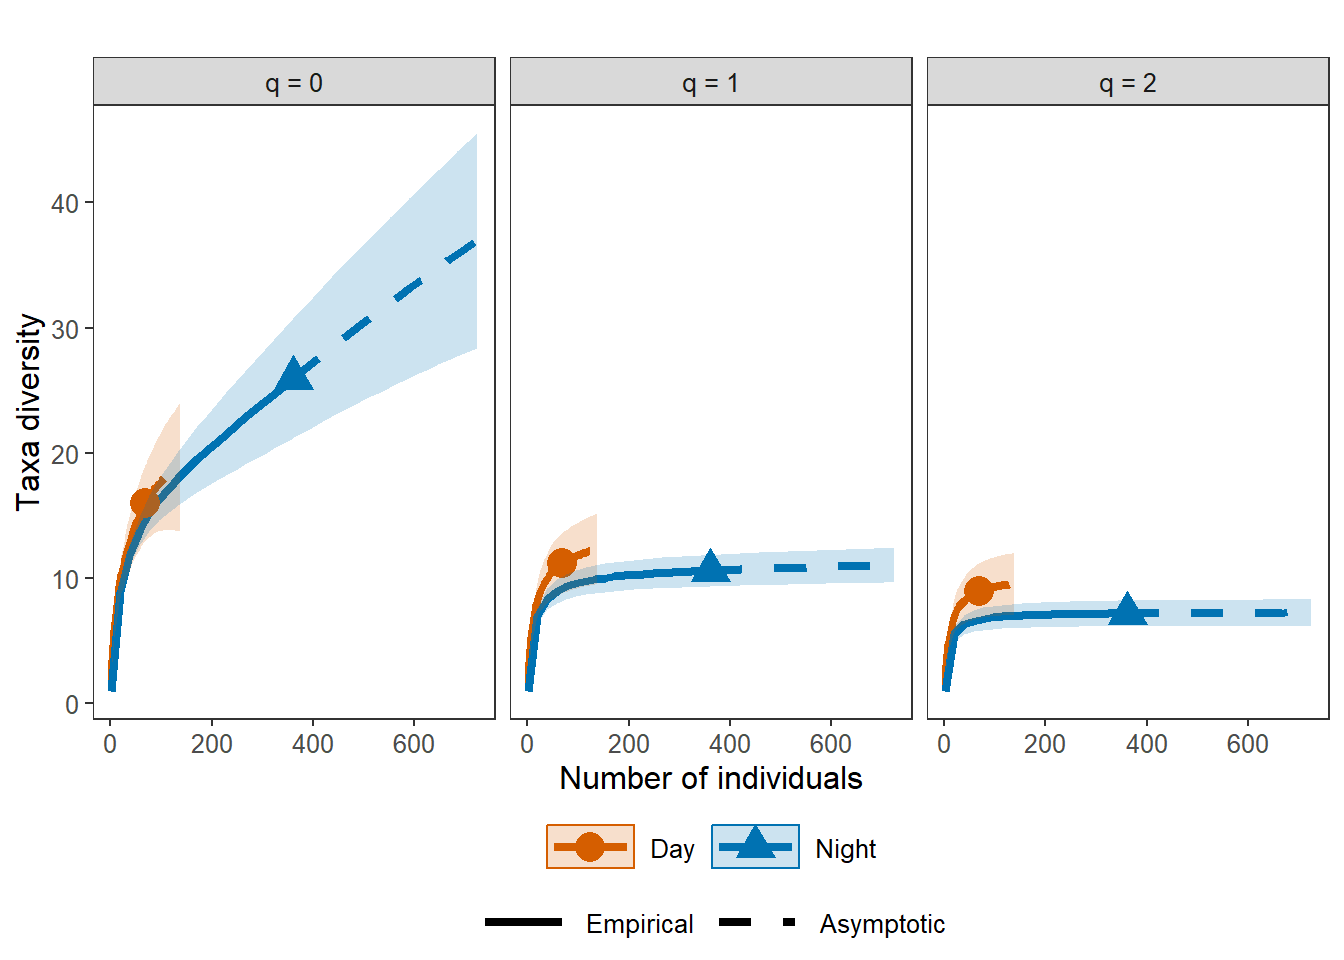 q = 0
q = 1
q = 2
Taxa diversity
40
30
20
10
0
0 200 400 600
0 200 400 600
0 200 400 600
Number of individuals
Day Night
Empirical Asymptotic